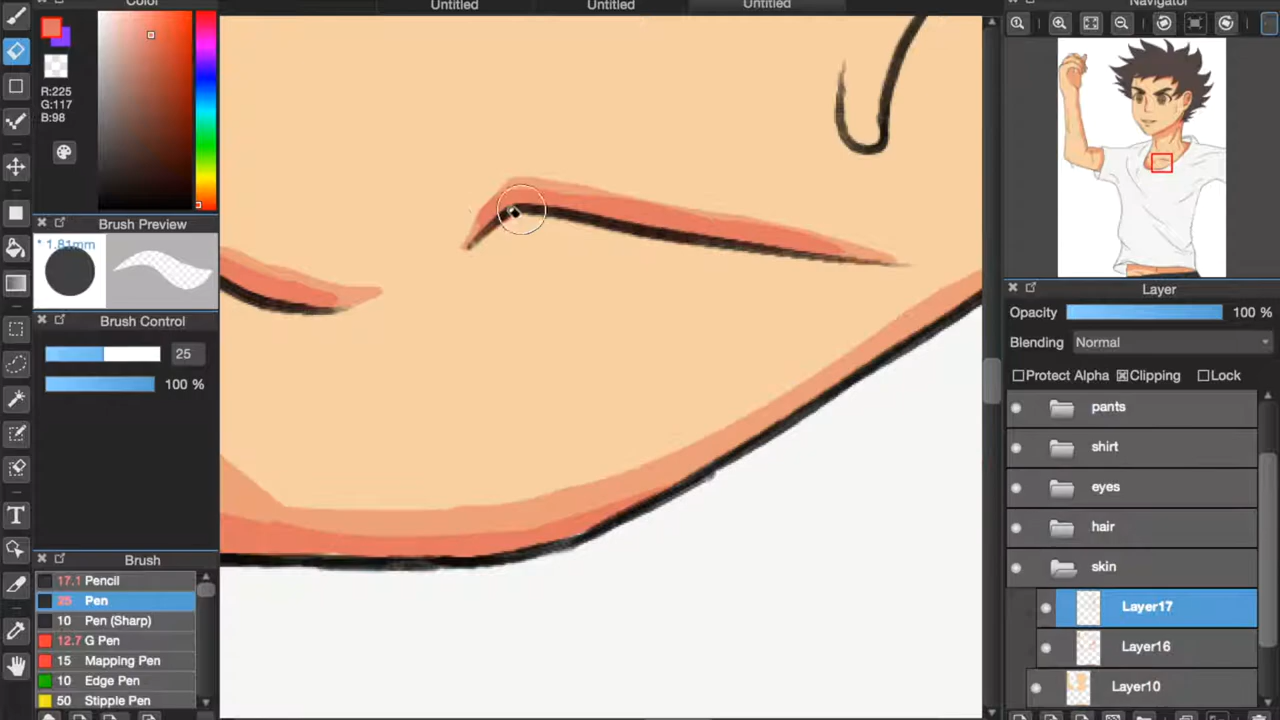 Color
Untitled
Untitled
Untitled
Navigator
R:225
G:117
B:98
Brush Preview
* 1.81mm
Brush Control
25
100 %
Brush
17.1 Pencil
25 Pen
10 Pen (Sharp)
12.7 G Pen
15 Mapping Pen
10 Edge Pen
50 Stipple Pen
T
Layer
Opacity 100 %
Blending Normal
Protect Alpha Clipping Lock
pants
shirt
eyes
hair
skin
Layer17
Layer16
Layer10